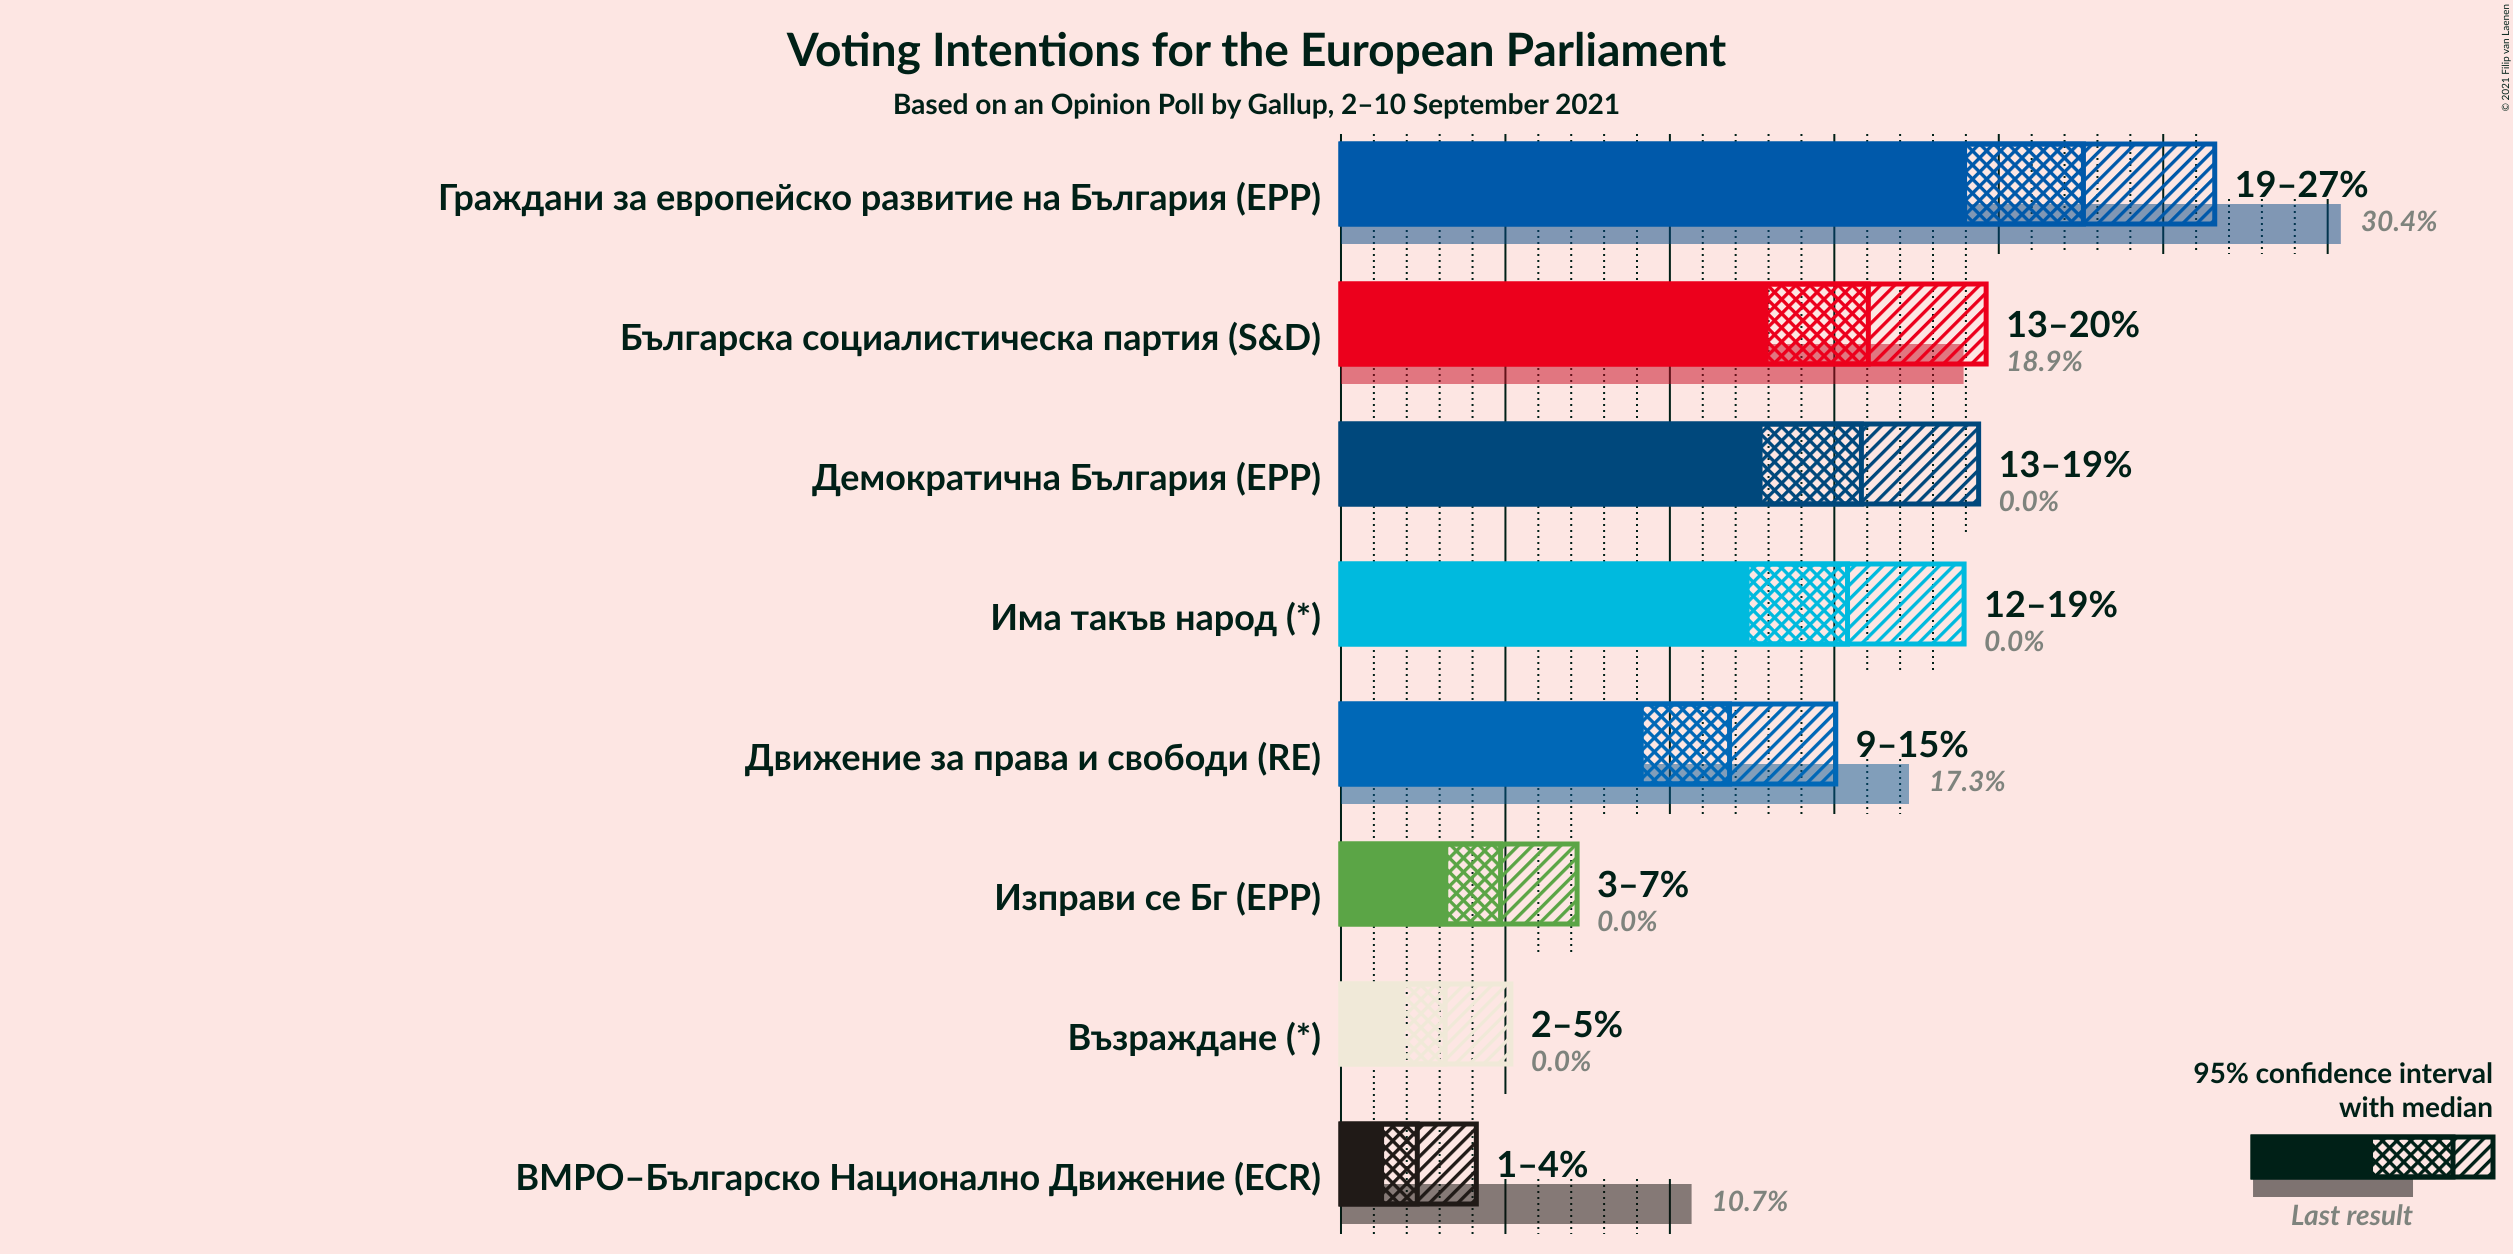 Voting Intentions for the European Parliament
Based on an Opinion Poll by Gallup, 2–10 September 2021
© 2021 Filip van Laenen
Граждани за европейско развитие на България (EPP)
19–27%
30.4%
Българска социалистическа партия (S&D)
13–20%
18.9%
Демократична България (EPP)
13–19%
0.0%
Има такъв народ (*)
12–19%
0.0%
Движение за права и свободи (RE)
9–15%
17.3%
Изправи се Бг (EPP)
3–7%
0.0%
Възраждане (*)
2–5%
0.0%
ВМРО–Българско Национално Движение (ECR)
1–4%
10.7%
95% confidence interval
with median
Last result